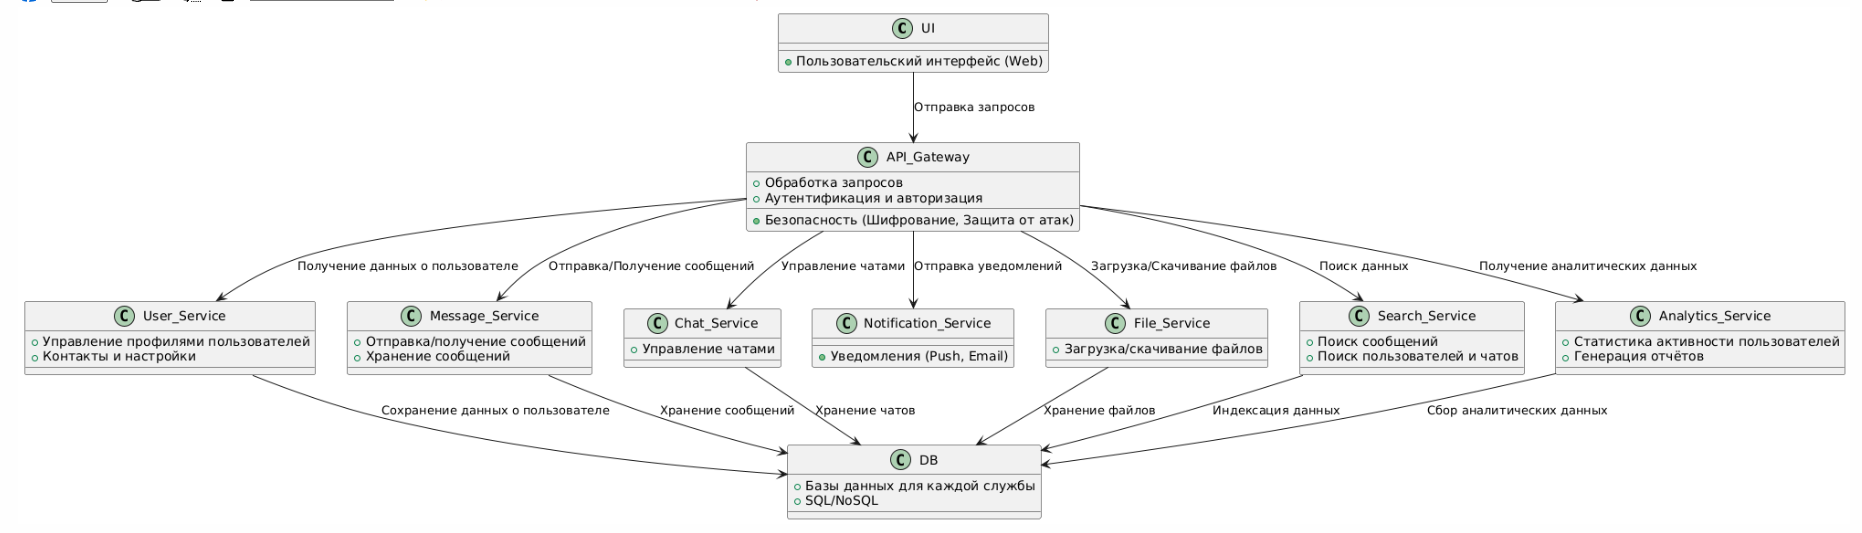 C UI
Пользовательский интерфейс (Web)
Отправка запросов
C API_Gateway
Обработка запросов
Аутентификация и авторизация
Безопасность (Шифрование, Защита от атак)
Получение данных о пользователе
Отправка/Получение сообщений
Управление чатами
Отправка уведомлений
Загрузка/Скачивание файлов
Поиск данных
Получение аналитических данных
C User_Service
Управление профилями пользователей
Контакты и настройки
C Message_Service
Отправка/получение сообщений
Хранение сообщений
C Chat_Service
Управление чатами
C Notification_Service
Уведомления (Push, Email)
C File_Service
Загрузка/скачивание файлов
C Search_Service
Поиск сообщений
Поиск пользователей и чатов
C Analytics_Service
Статистика активности пользователей
Генерация отчётов
Сохранение данных о пользователе
Хранение сообщений
Хранение чатов
Хранение файлов
Индексация данных
Сбор аналитических данных
C DB
Базы данных для каждой службы
SQL/NoSQL